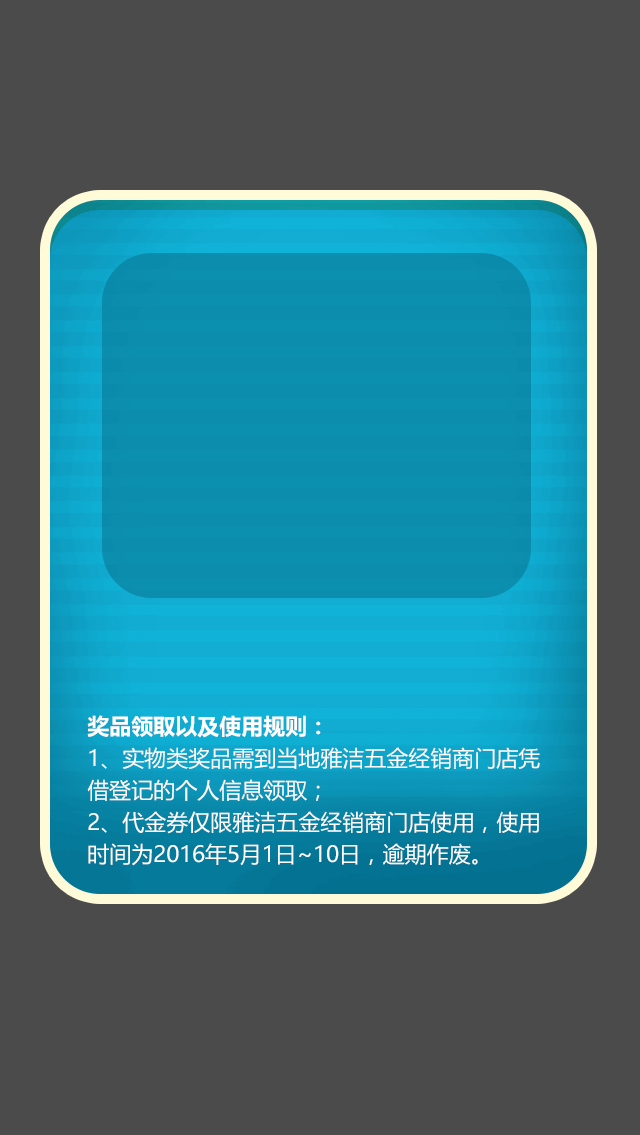 奖品领取以及使用规则：
1、实物类奖品需到当地雅洁五金经销商门店凭
借登记的个人信息领取；
2、代金券仅限雅洁五金经销商门店使用，使用
时间为2016年5月1日~10日，逾期作废。